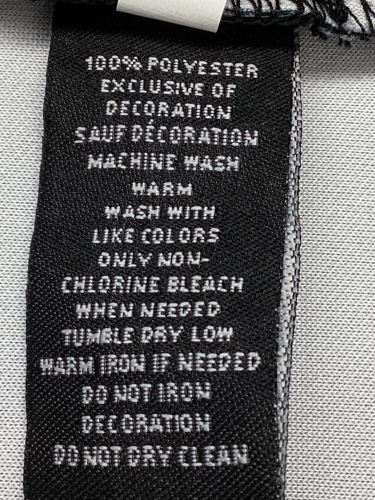 100% POLYESTER
EXCLUSIVE OF
DECORATION
SAUF DÉCORATION
MACHINE WASH
WARM
WASH WITH
LIKE COLORS
ONLY NON-
CHLORINE BLEACH
WHEN NEEDED
TUMBLE DRY LOW
WARM IRON IF NEEDED
DO NOT IRON
DECORATION
DO NOT DRY CLEAN